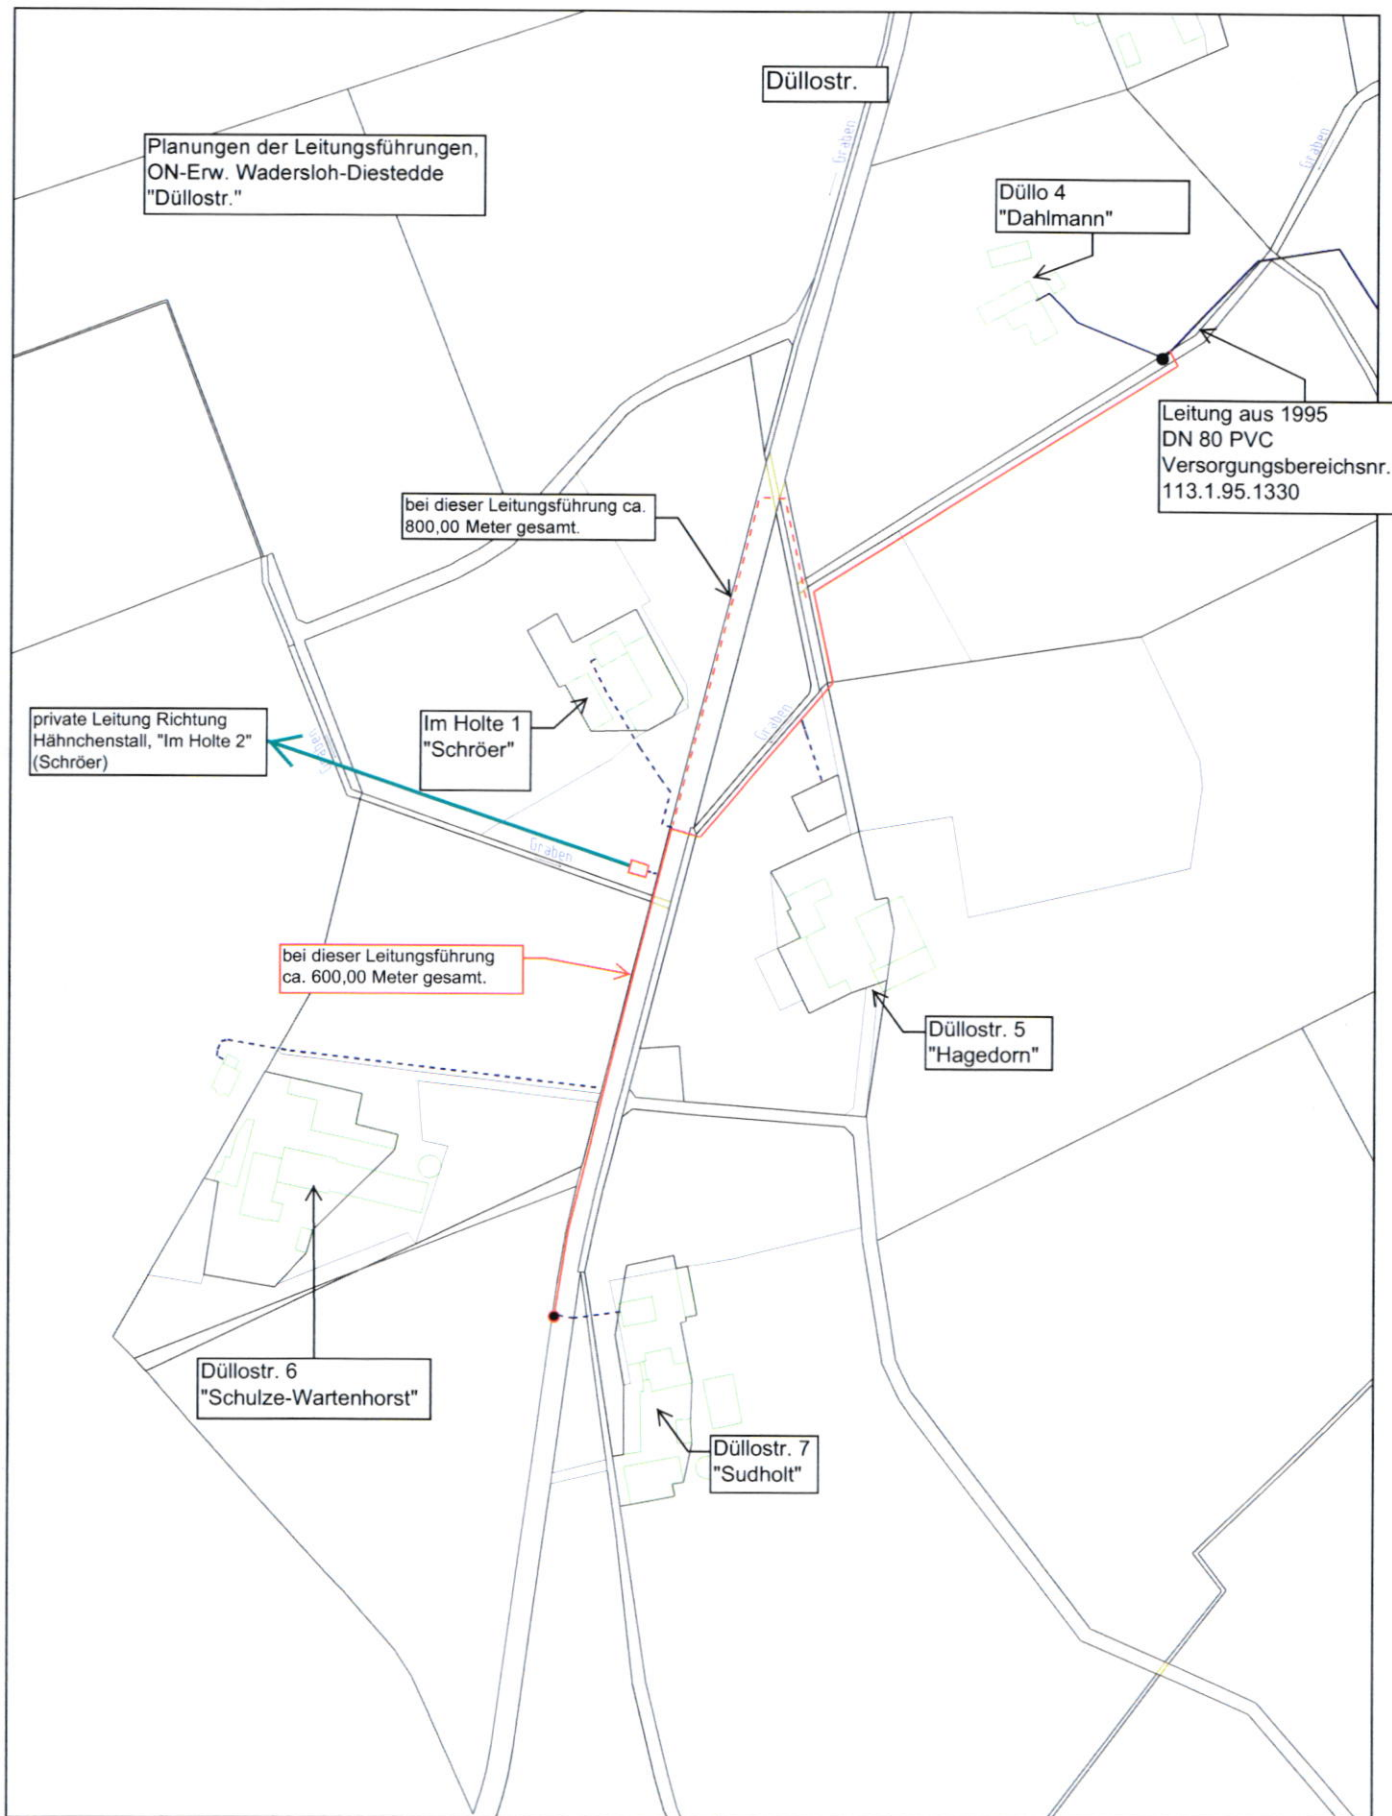 Düllostr.
Planungen der Leitungsführungen,
ON-Erw. Wadersloh-Diestedde
"Düllostr."
Graben
Graben
Düllo 4
"Dahlmann"
Leitung aus 1995
DN 80 PVC
Versorgungsbereichsnr.
113.1.95.1330
bei dieser Leitungsführung ca.
800,00 Meter gesamt.
private Leitung Richtung
Hähnchenstall, "Im Holte 2"
(Schröer)
Graben
Im Holte 1
"Schröer"
Graben
Graben
bei dieser Leitungsführung
ca. 600,00 Meter gesamt.
Düllostr. 5
"Hagedorn"
Düllostr. 6
"Schulze-Wartenhorst"
Düllostr. 7
"Sudholt"